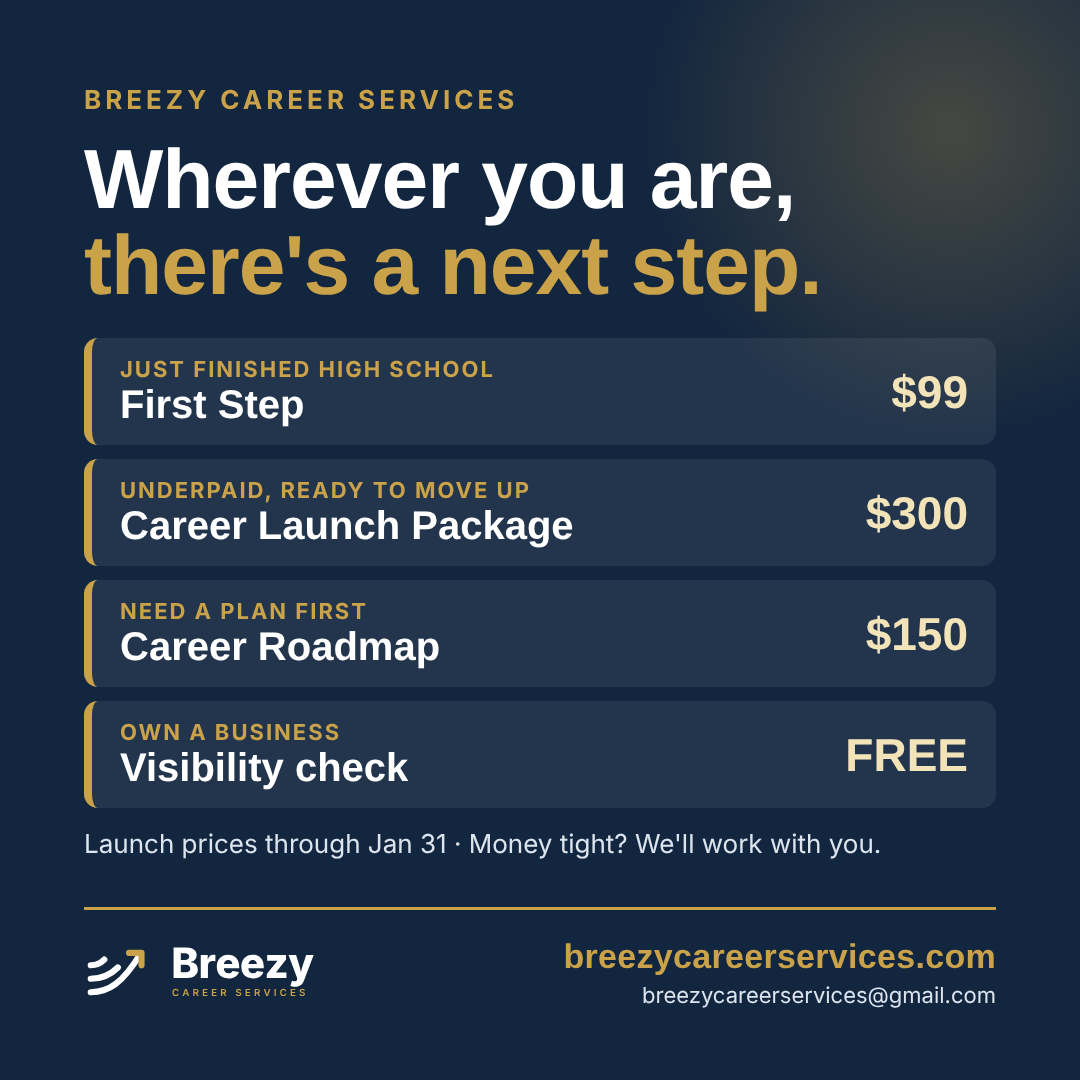 BREEZY CAREER SERVICES
Wherever you are,
there's a next step.
JUST FINISHED HIGH SCHOOL
First Step
$99
UNDERPAID, READY TO MOVE UP
Career Launch Package
$300
NEED A PLAN FIRST
Career Roadmap
$150
OWN A BUSINESS
Visibility check
FREE
Launch prices through Jan 31 · Money tight? We'll work with you.
Breezy
CAREER SERVICES
breezycareerservices.com
breezycareerservices@gmail.com